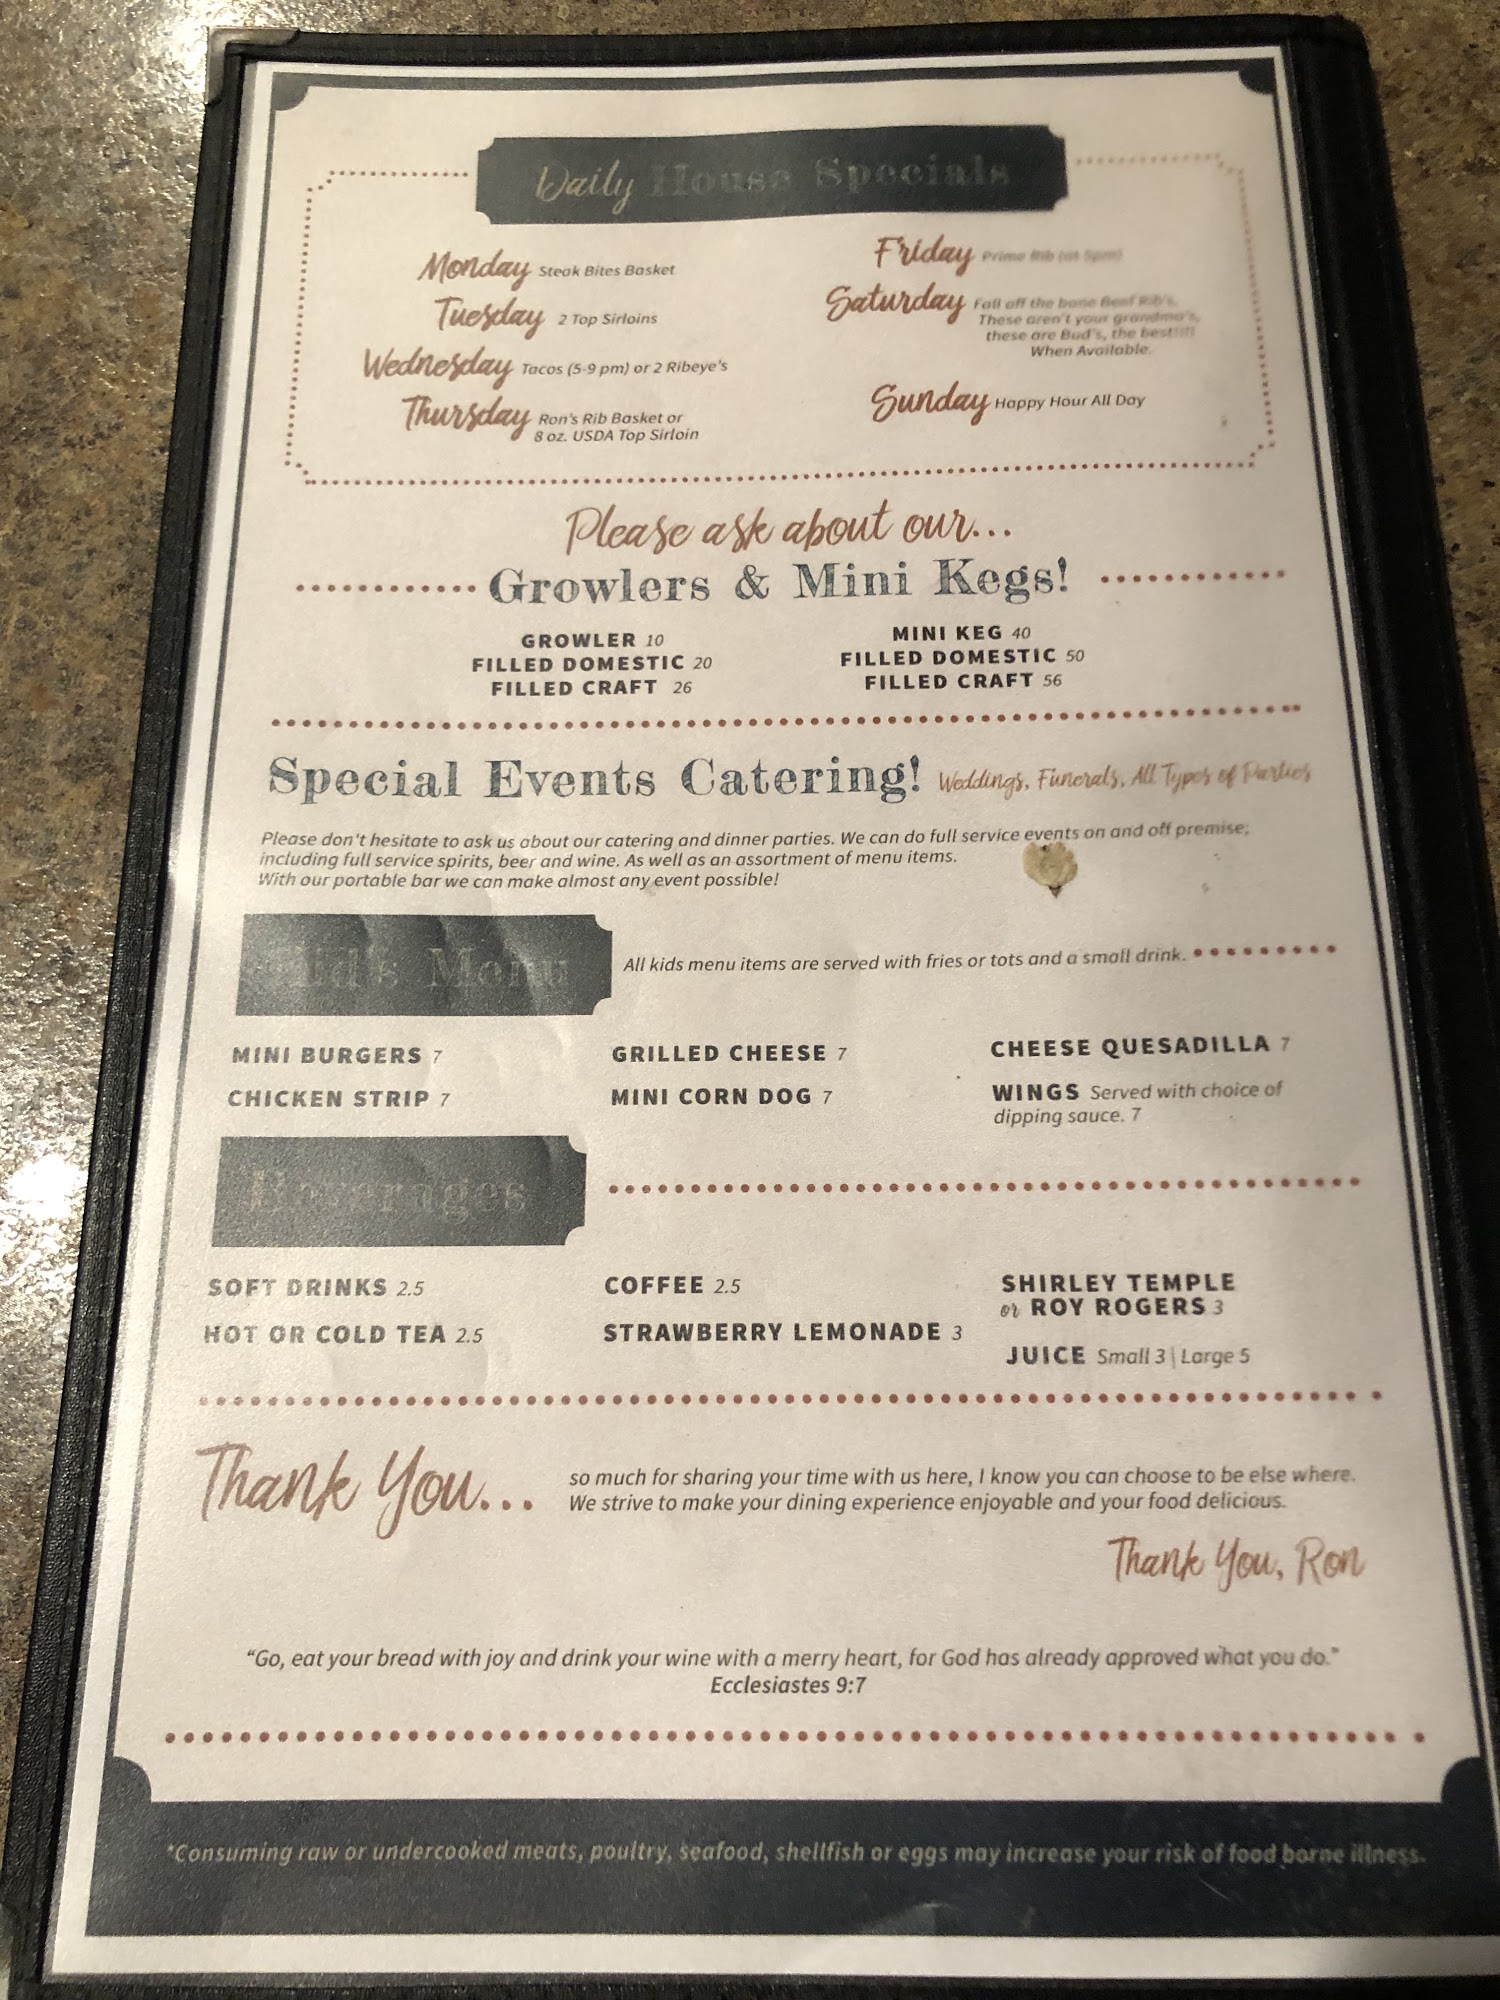 Daily House Specials
Monday Steak Bites Basket
Tuesday 2 Top Sirloins
Wednesday Tacos (5-9 pm) or 2 Ribeye's
Thursday Ron's Rib Basket or
8 oz. USDA Top Sirloin
Friday Prime Rib (at 5pm)
Saturday Fall off the bone Beef Rib's.
These aren't your grandma's,
these are Bud's, the best!!!!
When Available.
Sunday Happy Hour All Day
Please ask about our...
Growlers & Mini Kegs!
GROWLER 10
FILLED DOMESTIC 20
FILLED CRAFT 26
MINI KEG 40
FILLED DOMESTIC 50
FILLED CRAFT 56
Special Events Catering! Weddings, Funerals, All Types of Parties
Please don't hesitate to ask us about our catering and dinner parties. We can do full service events on and off premise;
including full service spirits, beer and wine. As well as an assortment of menu items.
With our portable bar we can make almost any event possible!
Menu
All kids menu items are served with fries or tots and a small drink.
MINI BURGERS 7
CHICKEN STRIP 7
GRILLED CHEESE 7
MINI CORN DOG 7
CHEESE QUESADILLA 7
WINGS Served with choice of
dipping sauce. 7
Beverages
SOFT DRINKS 2.5
HOT OR COLD TEA 2.5
COFFEE 2.5
STRAWBERRY LEMONADE 3
SHIRLEY TEMPLE
or ROY ROGERS 3
JUICE Small 3 | Large 5
Thank You...
so much for sharing your time with us here, I know you can choose to be else where.
We strive to make your dining experience enjoyable and your food delicious.
Thank You, Ron
"Go, eat your bread with joy and drink your wine with a merry heart, for God has already approved what you do."
Ecclesiastes 9:7
*Consuming raw or undercooked meats, poultry, seafood, shellfish or eggs may increase your risk of food borne illness.